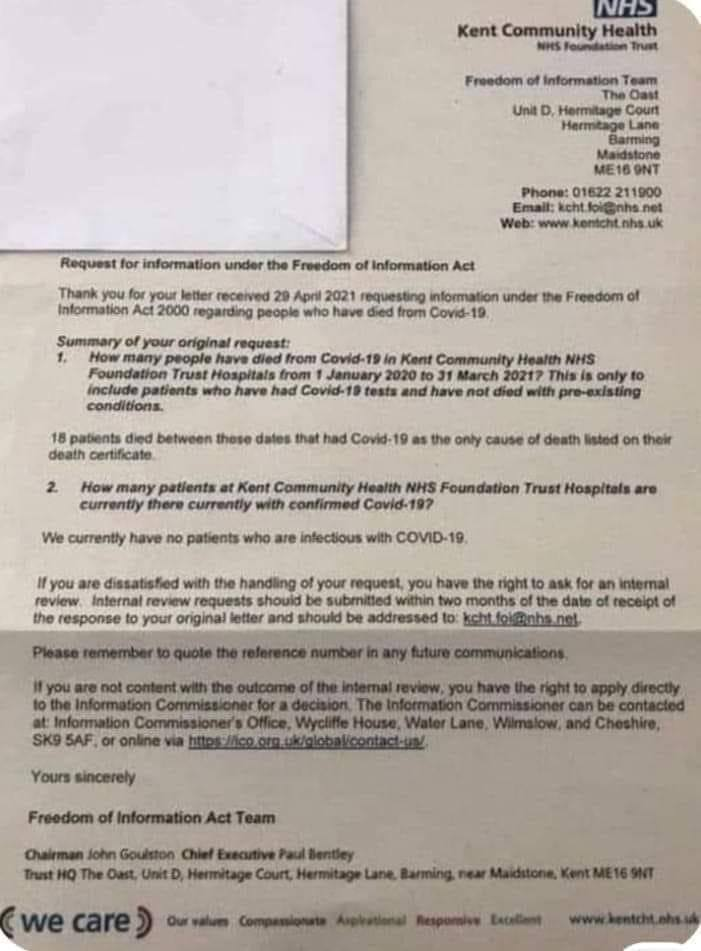 NHS
Kent Community Health
NHS Foundation Trust
Freedom of Information Team
The Oast
Unit D, Hermitage Court
Hermitage Lane
Barming
Maidstone
ME16 9NT
Phone: 01622 211900
Email: kcht.foi@nhs.net
Web: www.kentcht.nhs.uk
Request for information under the Freedom of Information Act
Thank you for your letter received 29 April 2021 requesting information under the Freedom of
Information Act 2000 regarding people who have died from Covid-19.
Summary of your original request:
1. How many people have died from Covid-19 in Kent Community Health NHS
Foundation Trust Hospitals from 1 January 2020 to 31 March 2021? This is only to
include patients who have had Covid-19 tests and have not died with pre-existing
conditions.
18 patients died between these dates that had Covid-19 as the only cause of death listed on their
death certificate.
2. How many patients at Kent Community Health NHS Foundation Trust Hospitals are
currently there currently with confirmed Covid-19?
We currently have no patients who are infectious with COVID-19.
If you are dissatisfied with the handling of your request, you have the right to ask for an internal
review. Internal review requests should be submitted within two months of the date of receipt of
the response to your original letter and should be addressed to: kcht.foi@nhs.net.
Please remember to quote the reference number in any future communications.
If you are not content with the outcome of the internal review, you have the right to apply directly
to the Information Commissioner for a decision. The Information Commissioner can be contacted
at: Information Commissioner's Office, Wycliffe House, Water Lane, Wilmslow, and Cheshire,
SK9 5AF, or online via https://ico.org.uk/global/contact-us/.
Yours sincerely
Freedom of Information Act Team
Chairman John Goulston Chief Executive Paul Bentley
Trust HQ The Oast, Unit D, Hermitage Court, Hermitage Lane, Barming, near Maidstone, Kent ME16 9NT
we care Our values Compassionate Aspirational Responsive Excellent www.kentcht.nhs.uk